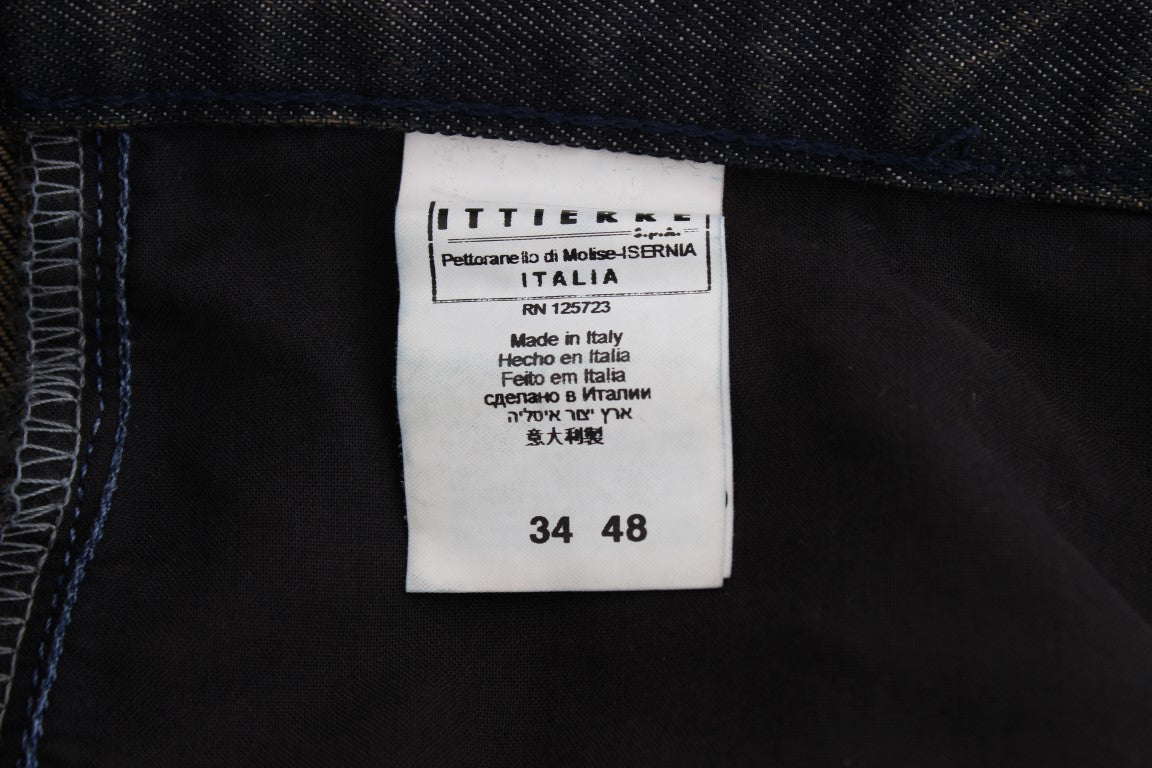 ITTIERRE
S.p.A.
Pettoranello di Molise-ISERNIA
ITALIA
RN 125723
Made in Italy
Hecho en Italia
Feito em Italia
сделано в Италии
ארץ יצור איטליה
意大利製
34 48